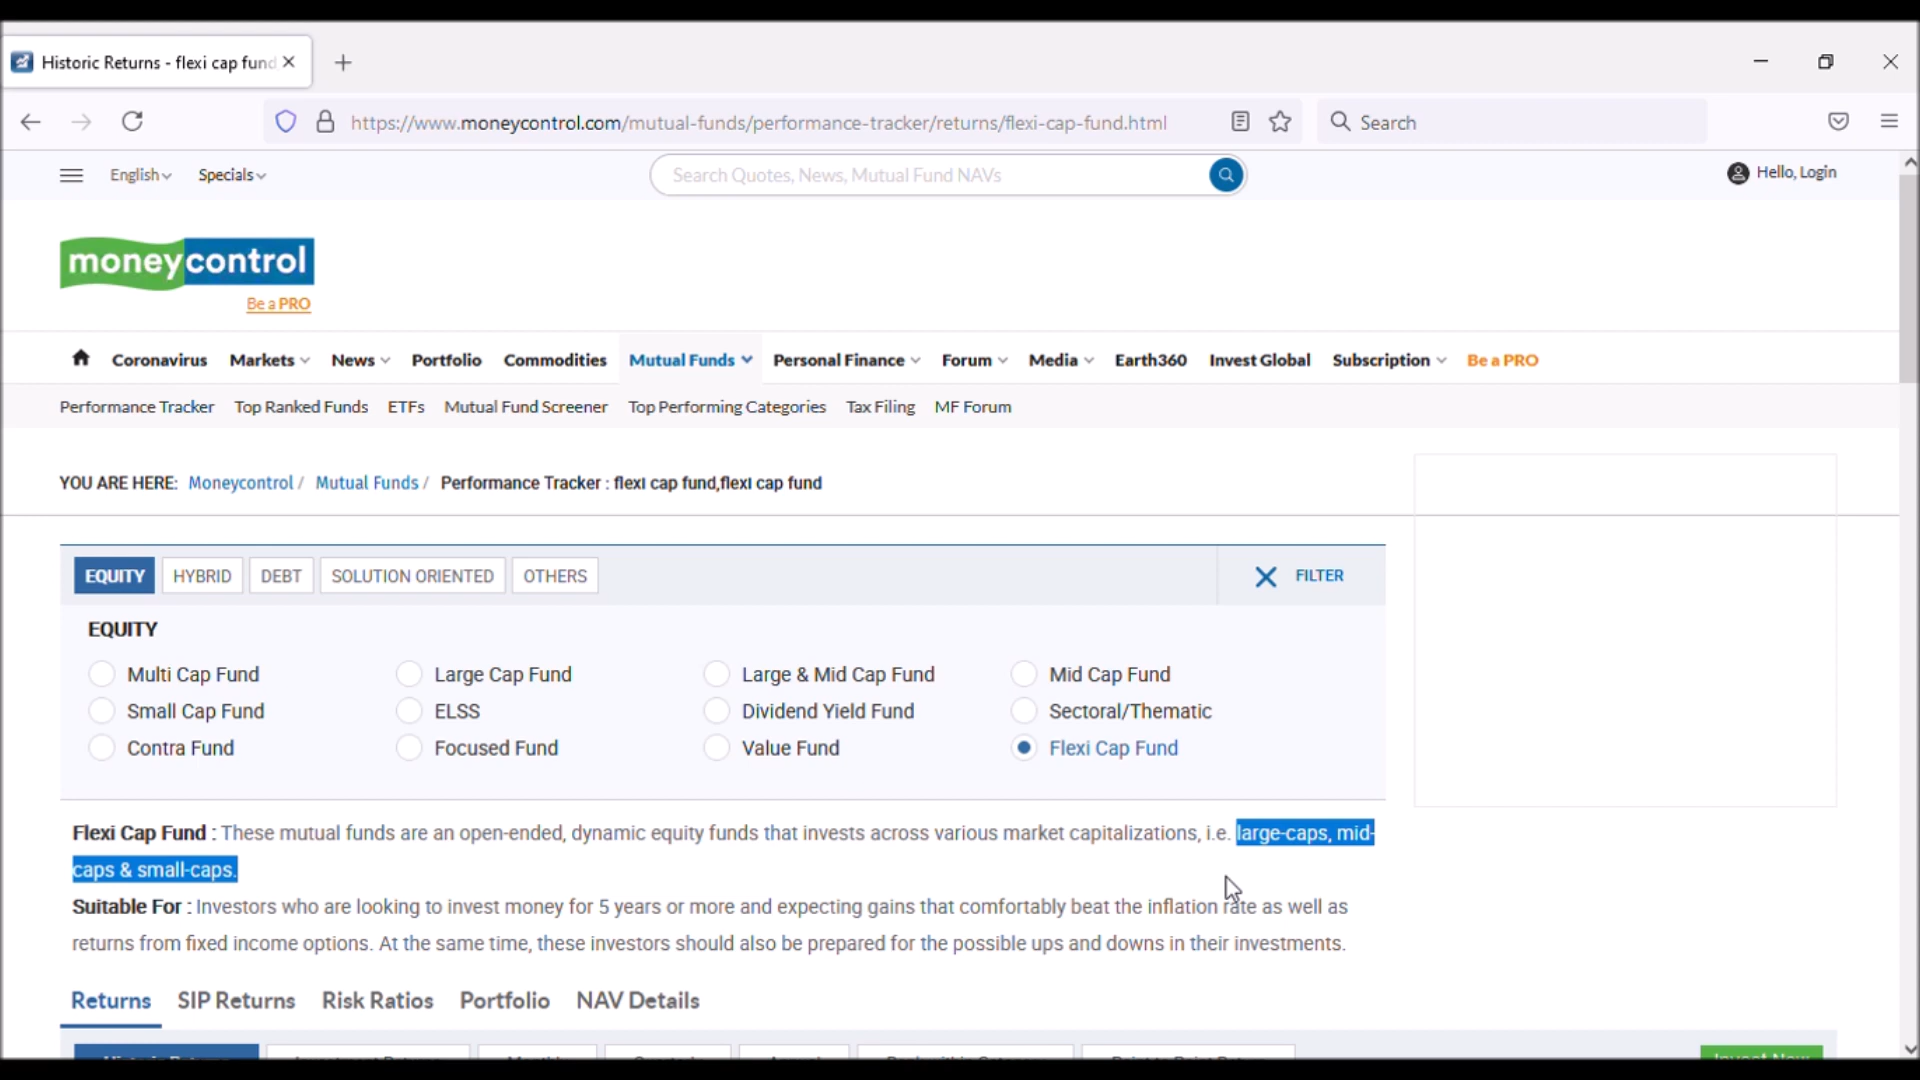 Historic Returns - flexi cap fund
https://www.moneycontrol.com/mutual-funds/performance-tracker/returns/flexi-cap-fund.html
Search
English
Specials
Search Quotes, News, Mutual Fund NAVs
Hello, Login
moneycontrol
Be a PRO
Coronavirus Markets News Portfolio Commodities Mutual Funds Personal Finance Forum Media Earth360 Invest Global Subscription Be a PRO
Performance Tracker Top Ranked Funds ETFs Mutual Fund Screener Top Performing Categories Tax Filing MF Forum
YOU ARE HERE: Moneycontrol / Mutual Funds / Performance Tracker : flexi cap fund,flexi cap fund
EQUITY HYBRID DEBT SOLUTION ORIENTED OTHERS FILTER
EQUITY
Multi Cap Fund Large Cap Fund Large & Mid Cap Fund Mid Cap Fund
Small Cap Fund ELSS Dividend Yield Fund Sectoral/Thematic
Contra Fund Focused Fund Value Fund Flexi Cap Fund
Flexi Cap Fund : These mutual funds are an open-ended, dynamic equity funds that invests across various market capitalizations, i.e. large-caps, mid-
caps & small-caps.
Suitable For : Investors who are looking to invest money for 5 years or more and expecting gains that comfortably beat the inflation rate as well as
returns from fixed income options. At the same time, these investors should also be prepared for the possible ups and downs in their investments.
Returns SIP Returns Risk Ratios Portfolio NAV Details